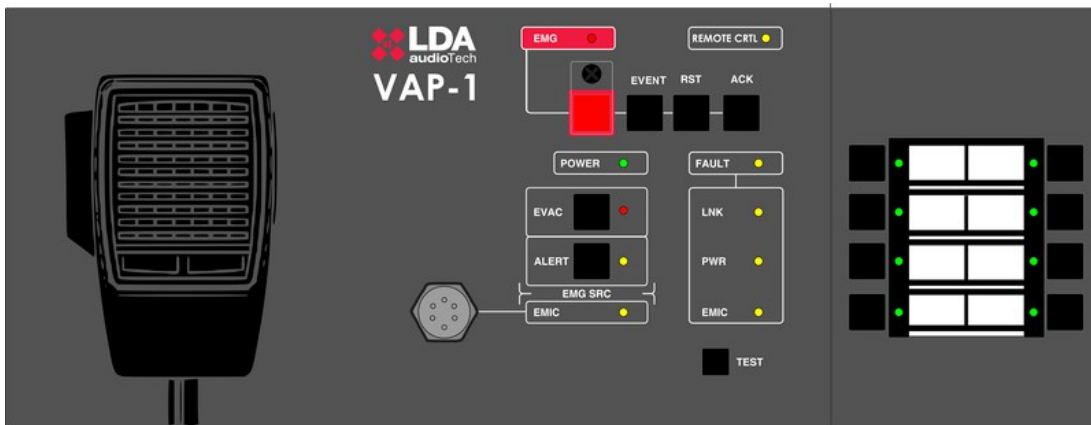 LDA
audioTech
VAP-1
EMG
REMOTE CRTL
EVENT
RST
ACK
POWER
FAULT
EVAC
LNK
ALERT
PWR
EMG SRC
EMIC
EMIC
TEST